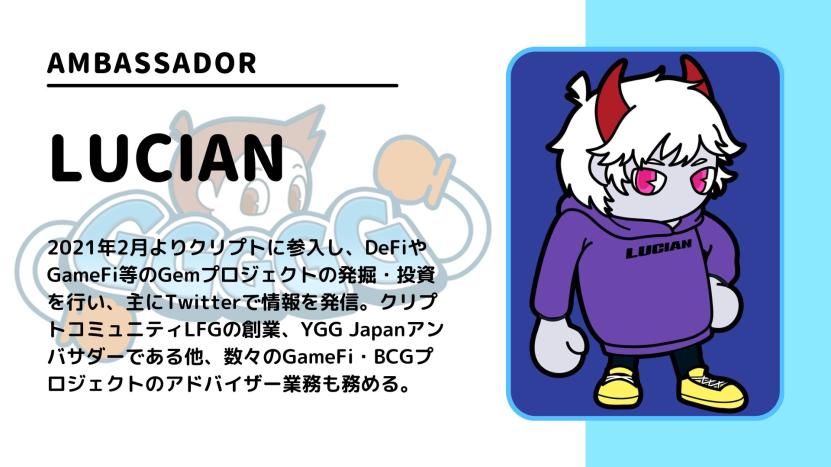 AMBASSADOR
LUCIAN
2021年2月よりクリプトに参入し、DeFiや
GameFi等のGemプロジェクトの発掘・投資
を行い、主にTwitterで情報を発信。クリプ
トコミュニティLFGの創業、YGG Japanアン
バサダーである他、数々のGameFi・BCGプ
ロジェクトのアドバイザー業務も務める。
LUCIAN
GGGGG